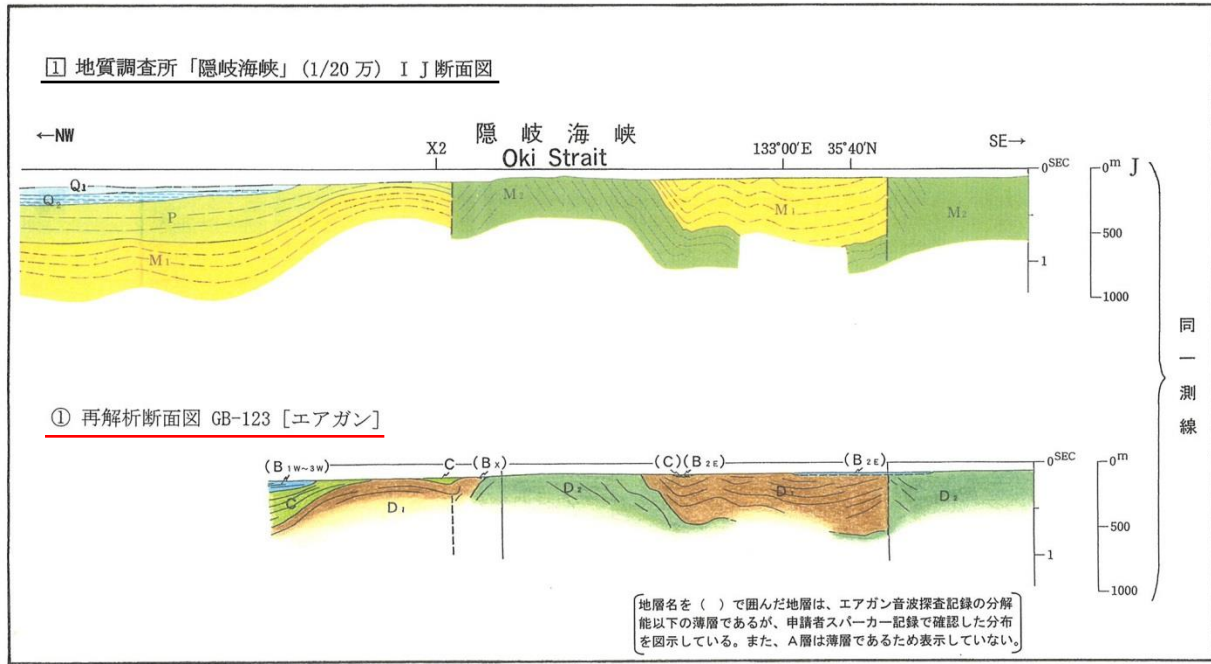 1 地質調査所「隠岐海峡」(1/20万) I J断面図
←NW
隠岐海峡
Oki Strait
X2
133°00′E
35°40′N
SE→
0SEC
0m
J
Q1
Q2
P
M1
M2
M1
M2
500
1
1000
同一測線
① 再解析断面図 GB-123 [エアガン]
(B1W~3W)
C
(BX)
(C)(B2E)
(B2E)
0SEC
0m
C
D1
D2
D1
D2
500
1
1000
地層名を( )で囲んだ地層は、エアガン音波探査記録の分解
能以下の薄層であるが、申請者スパーカー記録で確認した分布
を図示している。また、A層は薄層であるため表示していない。